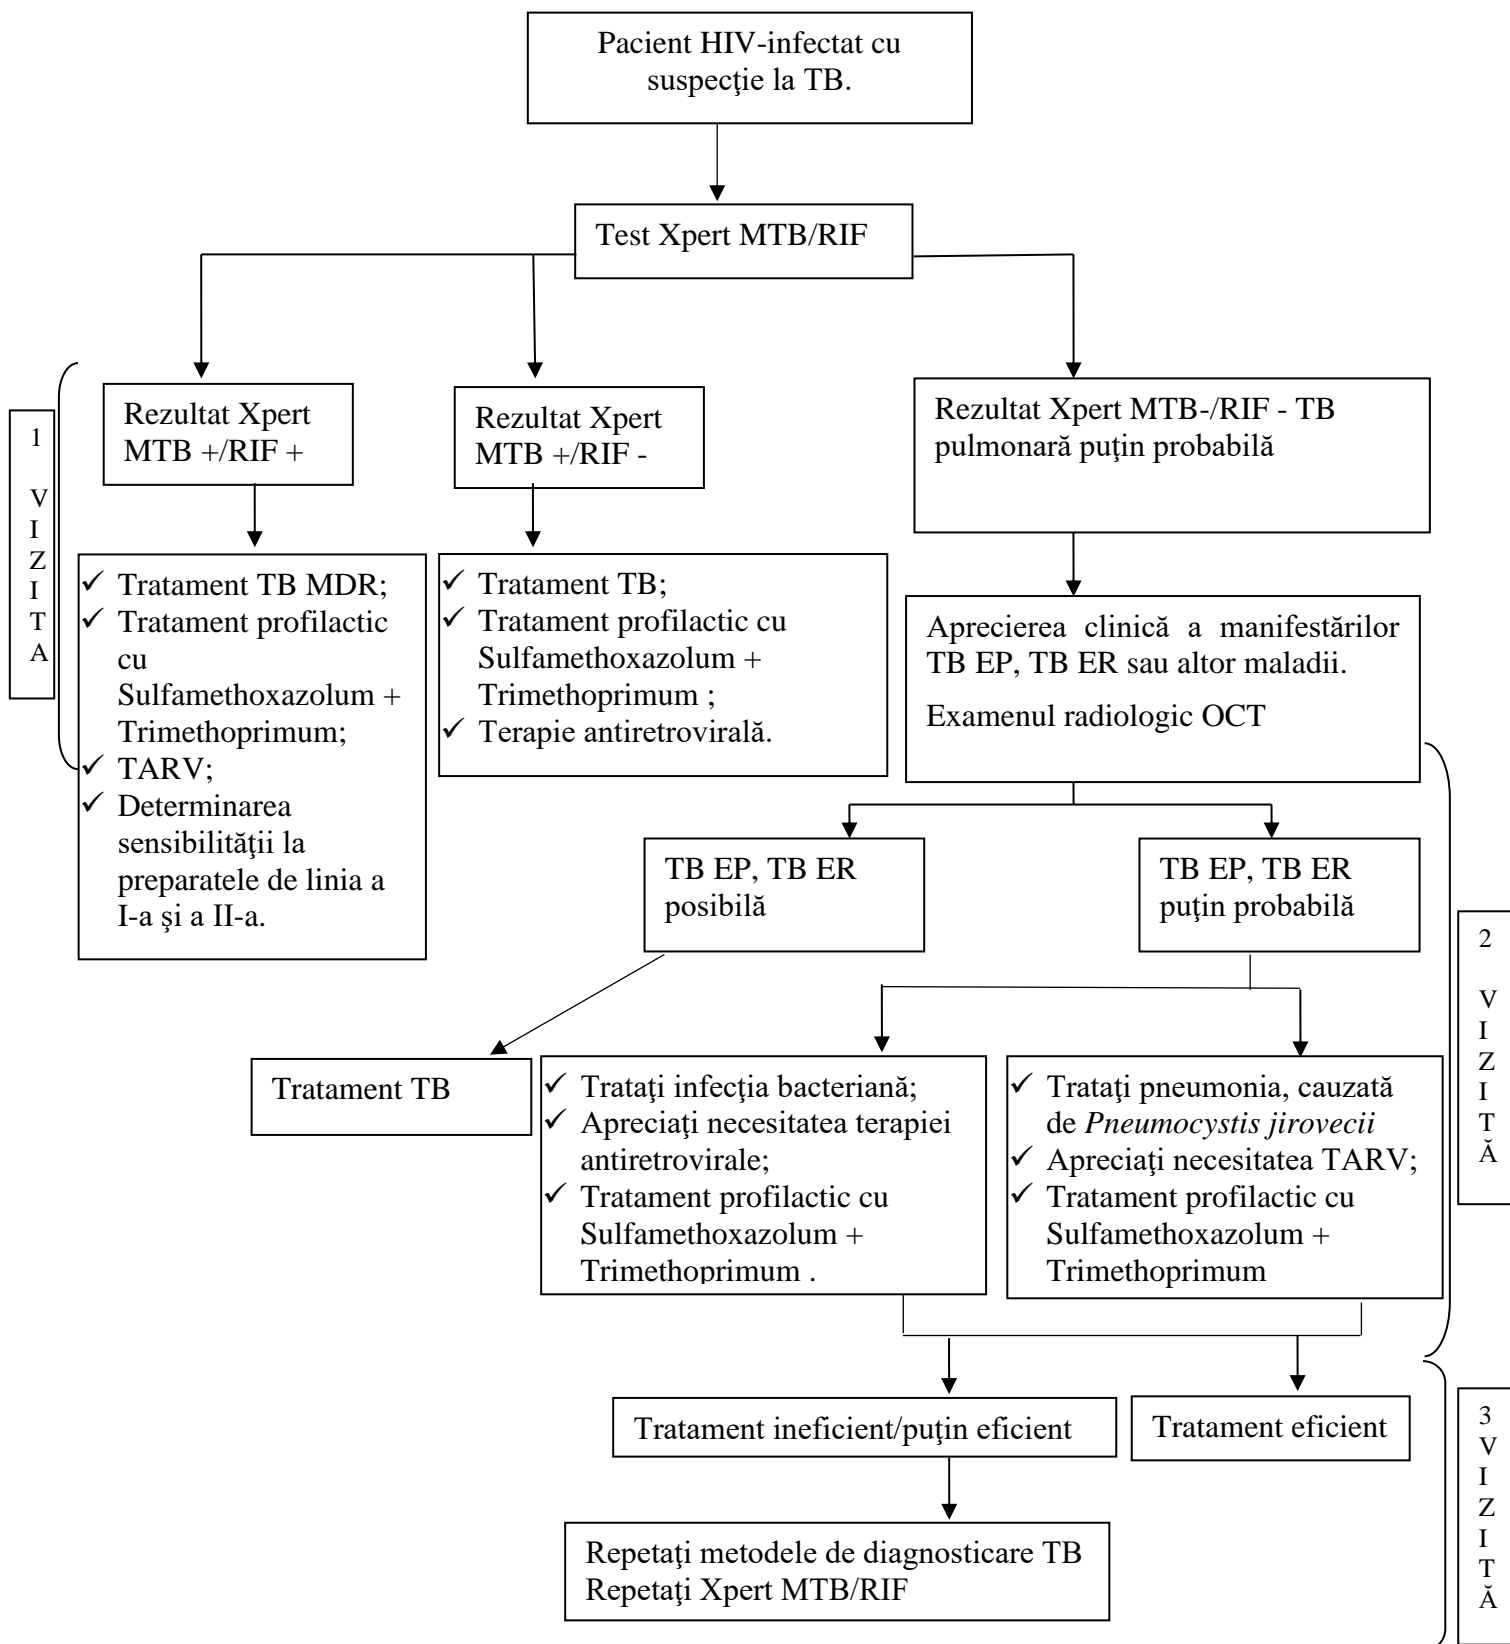 Pacient HIV-infectat cu
suspecţie la TB.
Test Xpert MTB/RIF
1
V
I
Z
I
T
A
Rezultat Xpert
MTB +/RIF +
Rezultat Xpert
MTB +/RIF -
Rezultat Xpert MTB-/RIF - TB
pulmonară puţin probabilă
✓ Tratament TB MDR;
✓ Tratament profilactic
cu
Sulfamethoxazolum +
Trimethoprimum;
✓ TARV;
✓ Determinarea
sensibilităţii la
preparatele de linia a
I-a şi a II-a.
✓ Tratament TB;
✓ Tratament profilactic cu
Sulfamethoxazolum +
Trimethoprimum ;
✓ Terapie antiretrovirală.
Aprecierea clinică a manifestărilor
TB EP, TB ER sau altor maladii.
Examenul radiologic OCT
TB EP, TB ER
posibilă
TB EP, TB ER
puţin probabilă
2
V
I
Z
I
T
Ă
Tratament TB
✓ Trataţi infecţia bacteriană;
✓ Apreciaţi necesitatea terapiei
antiretrovirale;
✓ Tratament profilactic cu
Sulfamethoxazolum +
Trimethoprimum .
✓ Trataţi pneumonia, cauzată
de Pneumocystis jirovecii
✓ Apreciaţi necesitatea TARV;
✓ Tratament profilactic cu
Sulfamethoxazolum +
Trimethoprimum
Tratament ineficient/puţin eficient
Tratament eficient
3
V
I
Z
I
T
Ă
Repetaţi metodele de diagnosticare TB
Repetaţi Xpert MTB/RIF